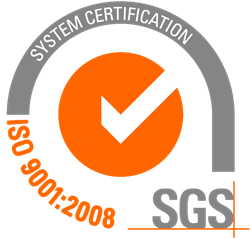 SYSTEM CERTIFICATION
ISO 9001:2008
SGS